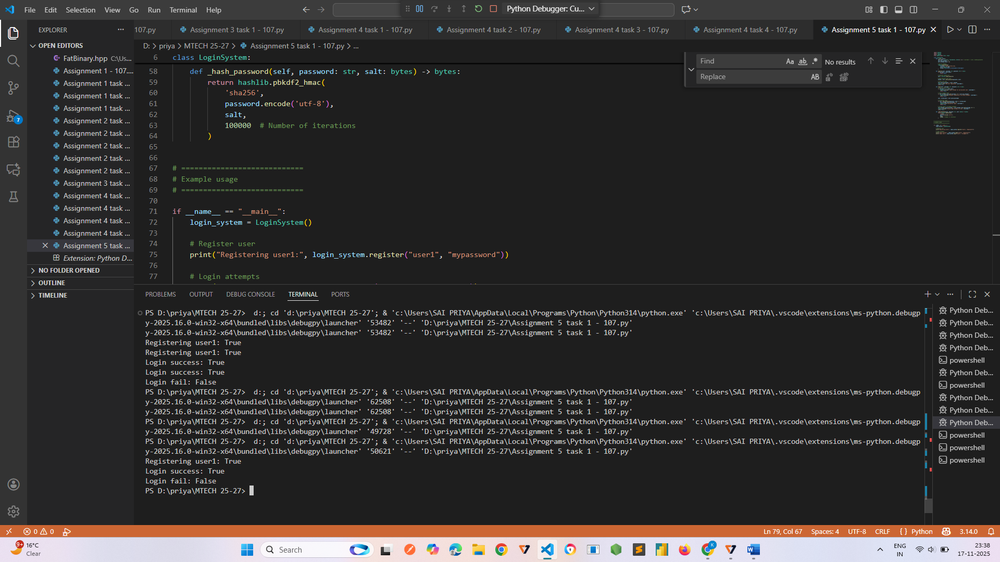 File Edit Selection View Go Run Terminal Help
Python Debugger: Cu...
EXPLORER
107.py
Assignment 3 task 1 - 107.py
Assignment 4 task 1 - 107.py
Assignment 4 task 2 - 107.py
Assignment 4 task 3 - 107.py
Assignment 4 task 4 - 107.py
Assignment 5 task 1 - 107.py
OPEN EDITORS
FatBinary.hpp C:\Us...
Assignment 1 - 107....
Assignment 1 task ...
Assignment 1 task ...
Assignment 1 task ...
Assignment 2 task ...
Assignment 2 task ...
Assignment 2 task ...
Assignment 2 task ...
Assignment 2 task ...
Assignment 3 task ...
Assignment 4 task ...
Assignment 4 task ...
Assignment 4 task ...
Assignment 4 task ...
Assignment 5 task ...
Extension: Python D...
NO FOLDER OPENED
OUTLINE
TIMELINE
7
D: > priya > MTECH 25-27 > Assignment 5 task 1 - 107.py > ...
Find
Aa ab .*
No results
Replace
AB
6 class LoginSystem:
58 def _hash_password(self, password: str, salt: bytes) -> bytes:
59 return hashlib.pbkdf2_hmac(
60 'sha256',
61 password.encode('utf-8'),
62 salt,
63 100000 # Number of iterations
64 )
65
66
67 # ============================
68 # Example usage
69 # ============================
70
71 if __name__ == "__main__":
72 login_system = LoginSystem()
73
74 # Register user
75 print("Registering user1:", login_system.register("user1", "mypassword"))
76
77 # Login attempts
PROBLEMS OUTPUT DEBUG CONSOLE TERMINAL PORTS
PS D:\priya\MTECH 25-27> d:; cd 'd:\priya\MTECH 25-27'; & 'c:\Users\SAI PRIYA\AppData\Local\Programs\Python\Python314\python.exe' 'c:\Users\SAI PRIYA\.vscode\extensions\ms-python.debugp
y-2025.16.0-win32-x64\bundled\libs\debugpy\launcher' '53482' '--' 'D:\priya\MTECH 25-27\Assignment 5 task 1 - 107.py'
y-2025.16.0-win32-x64\bundled\libs\debugpy\launcher' '53482' '--' 'D:\priya\MTECH 25-27\Assignment 5 task 1 - 107.py'
Registering user1: True
Registering user1: True
Login success: True
Login success: True
Login fail: False
PS D:\priya\MTECH 25-27> d:; cd 'd:\priya\MTECH 25-27'; & 'c:\Users\SAI PRIYA\AppData\Local\Programs\Python\Python314\python.exe' 'c:\Users\SAI PRIYA\.vscode\extensions\ms-python.debugp
y-2025.16.0-win32-x64\bundled\libs\debugpy\launcher' '62508' '--' 'D:\priya\MTECH 25-27\Assignment 5 task 1 - 107.py'
y-2025.16.0-win32-x64\bundled\libs\debugpy\launcher' '62508' '--' 'D:\priya\MTECH 25-27\Assignment 5 task 1 - 107.py'
PS D:\priya\MTECH 25-27> d:; cd 'd:\priya\MTECH 25-27'; & 'c:\Users\SAI PRIYA\AppData\Local\Programs\Python\Python314\python.exe' 'c:\Users\SAI PRIYA\.vscode\extensions\ms-python.debugp
y-2025.16.0-win32-x64\bundled\libs\debugpy\launcher' '49728' '--' 'D:\priya\MTECH 25-27\Assignment 5 task 1 - 107.py'
PS D:\priya\MTECH 25-27> d:; cd 'd:\priya\MTECH 25-27'; & 'c:\Users\SAI PRIYA\AppData\Local\Programs\Python\Python314\python.exe' 'c:\Users\SAI PRIYA\.vscode\extensions\ms-python.debugp
y-2025.16.0-win32-x64\bundled\libs\debugpy\launcher' '50621' '--' 'D:\priya\MTECH 25-27\Assignment 5 task 1 - 107.py'
Registering user1: True
Login success: True
Login fail: False
PS D:\priya\MTECH 25-27>
Python Deb...
Python Deb...
Python Deb...
Python Deb...
powershell
Python Deb...
powershell
Python Deb...
Python Deb...
Python Deb...
powershell
powershell
powershell
0 0
Ln 79, Col 67 Spaces: 4 UTF-8 CRLF { } Python 3.14.0
9+
16°C
Clear
Search
K
ENG
IN
23:38
17-11-2025